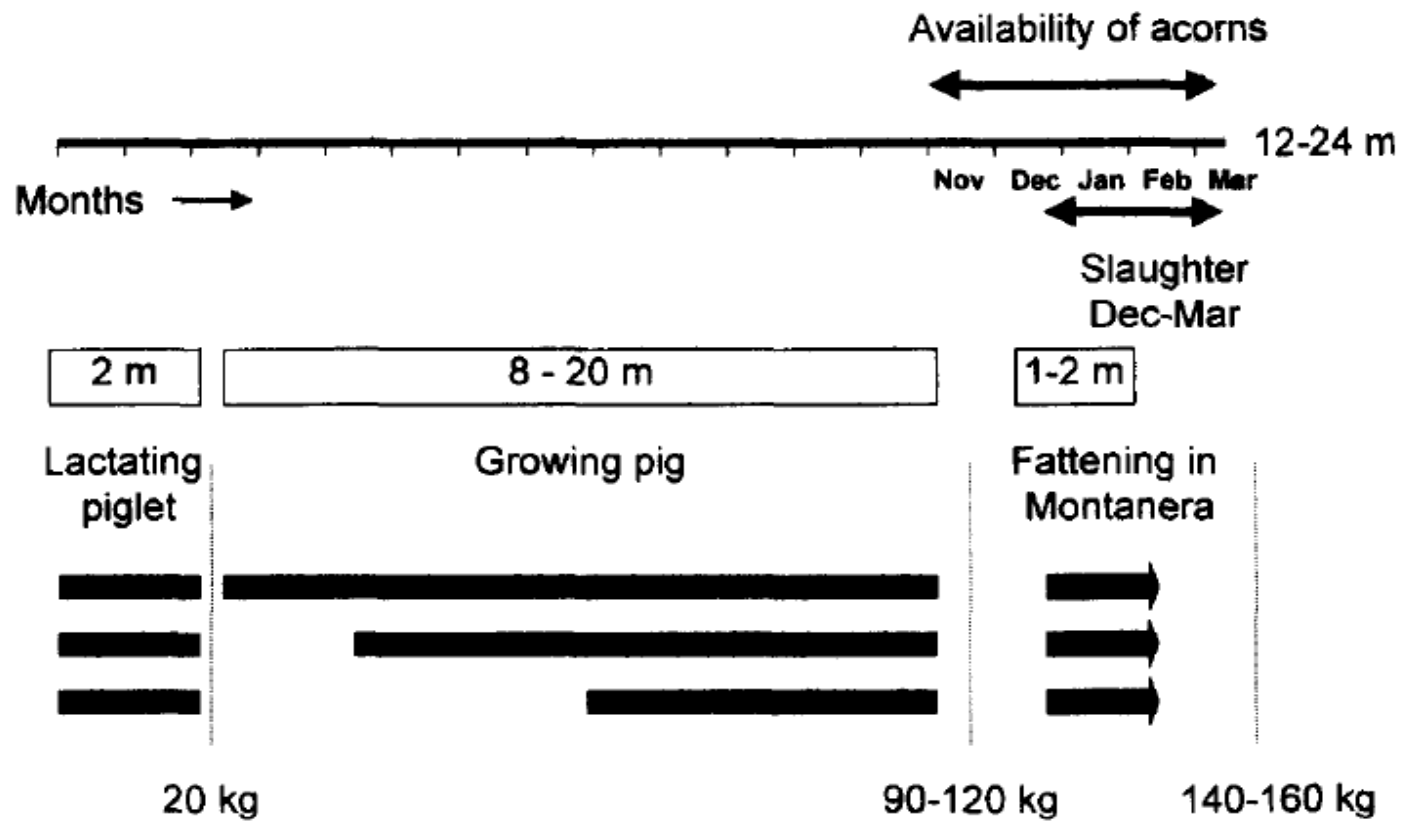 Availability of acorns
12-24 m
Nov Dec Jan Feb Mar
Months
Slaughter
Dec-Mar
2 m
8 - 20 m
1-2 m
Lactating
piglet
Growing pig
Fattening in
Montanera
20 kg
90-120 kg
140-160 kg